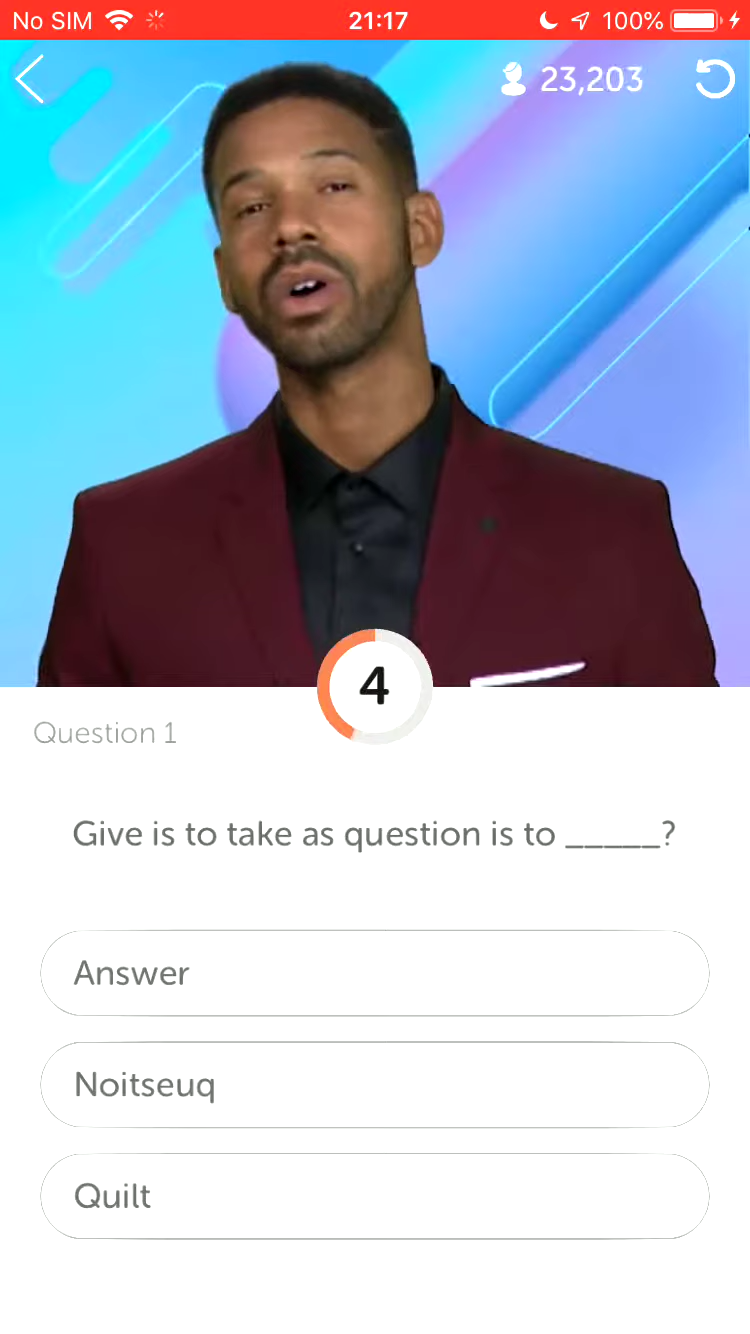 No SIM 21:17 100%
23,203
4
Question 1
Give is to take as question is to _____?
Answer
Noitseuq
Quilt